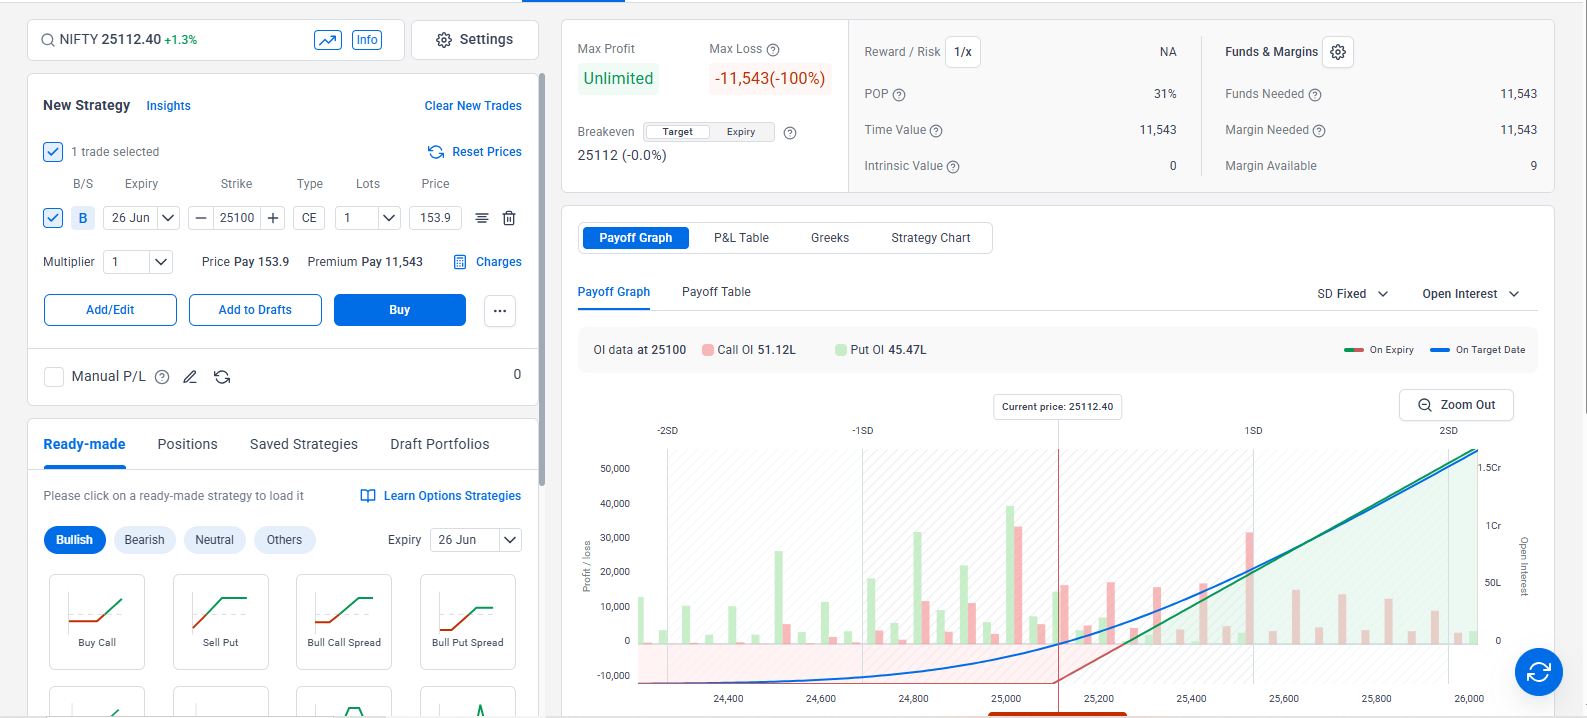 NIFTY 25112.40 +1.3% Info
Settings
New Strategy Insights Clear New Trades
1 trade selected Reset Prices
B/S Expiry Strike Type Lots Price
B 26 Jun 25100 CE 1 153.9
Multiplier 1 Price Pay 153.9 Premium Pay 11,543 Charges
Add/Edit Add to Drafts Buy
Manual P/L 0
Ready-made Positions Saved Strategies Draft Portfolios
Please click on a ready-made strategy to load it Learn Options Strategies
Bullish Bearish Neutral Others Expiry 26 Jun
Buy Call Sell Put Bull Call Spread Bull Put Spread
Max Profit Max Loss
Unlimited -11,543(-100%)
Breakeven Target Expiry
25112 (-0.0%)
Reward / Risk 1/x NA
POP 31%
Time Value 11,543
Intrinsic Value 0
Funds & Margins
Funds Needed 11,543
Margin Needed 11,543
Margin Available 9
Payoff Graph P&L Table Greeks Strategy Chart
Payoff Graph Payoff Table SD Fixed Open Interest
OI data at 25100 Call OI 51.12L Put OI 45.47L On Expiry On Target Date
Current price: 25112.40 Zoom Out
-2SD -1SD 1SD 2SD
Profit / loss
50,000
40,000
30,000
20,000
10,000
0
-10,000
1.5Cr
1Cr
50L
0
Open Interest
24,400 24,600 24,800 25,000 25,200 25,400 25,600 25,800 26,000